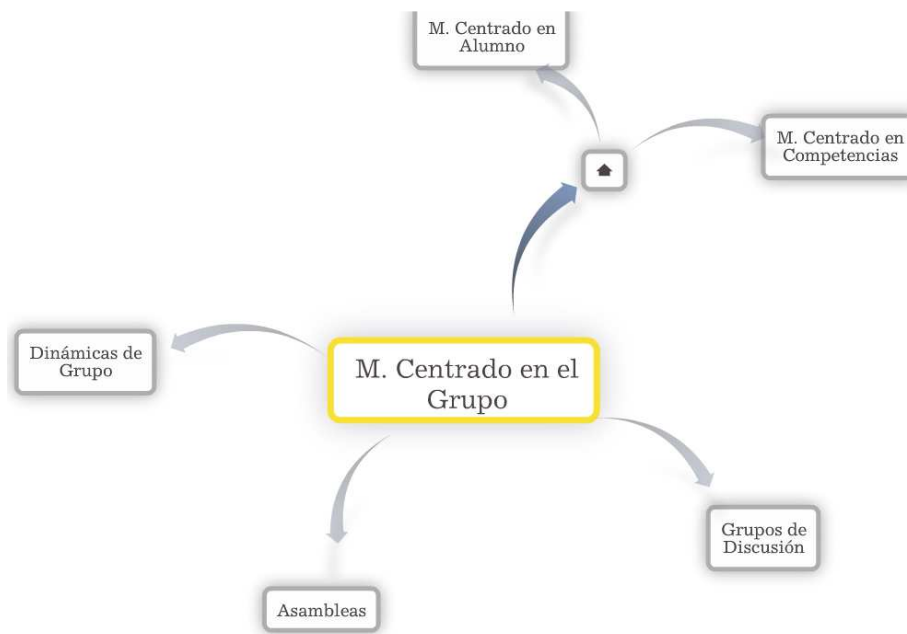 M. Centrado en
Alumno
M. Centrado en
Competencias
Dinámicas de
Grupo
M. Centrado en el
Grupo
Grupos de
Discusión
Asambleas